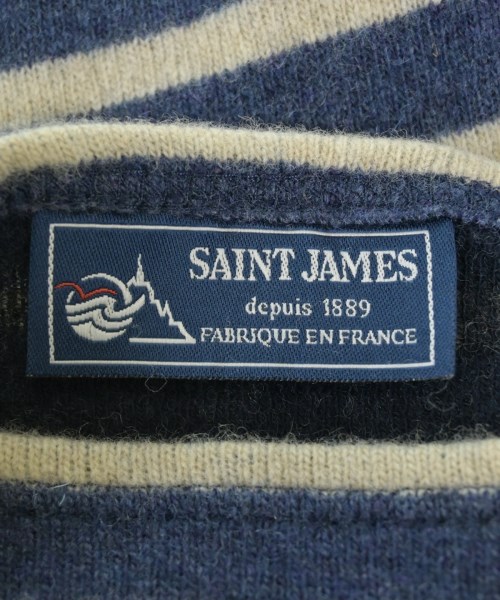 SAINT JAMES
depuis 1889
FABRIQUE EN FRANCE